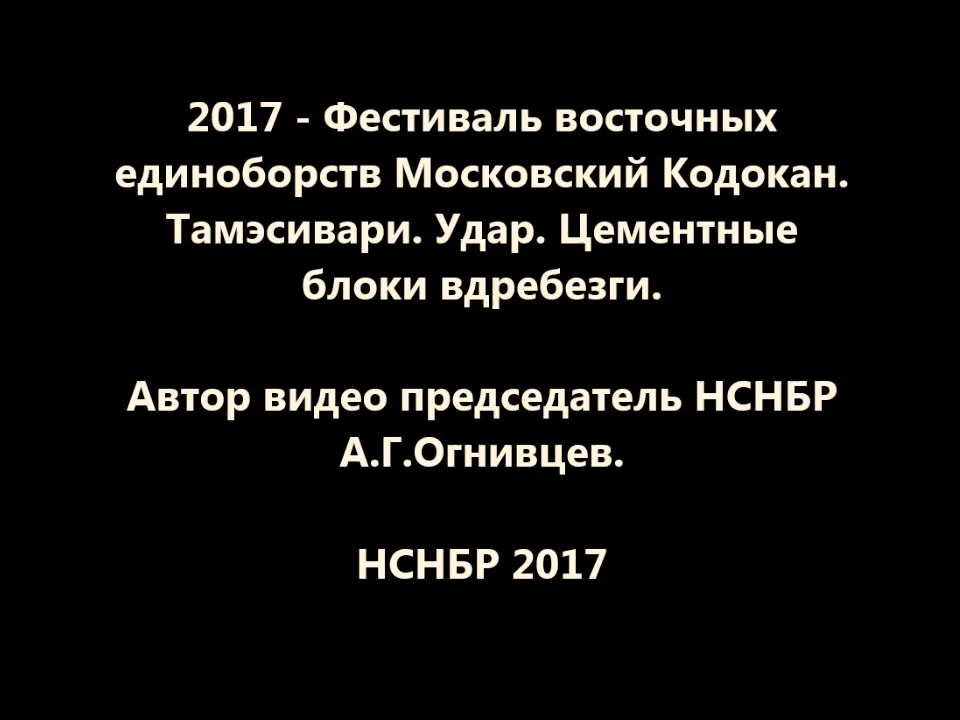 2017 - Фестиваль восточных
единоборств Московский Кодокан.
Тамэсивари. Удар. Цементные
блоки вдребезги.
Автор видео председатель НСНБР
А.Г.Огнивцев.
НСНБР 2017